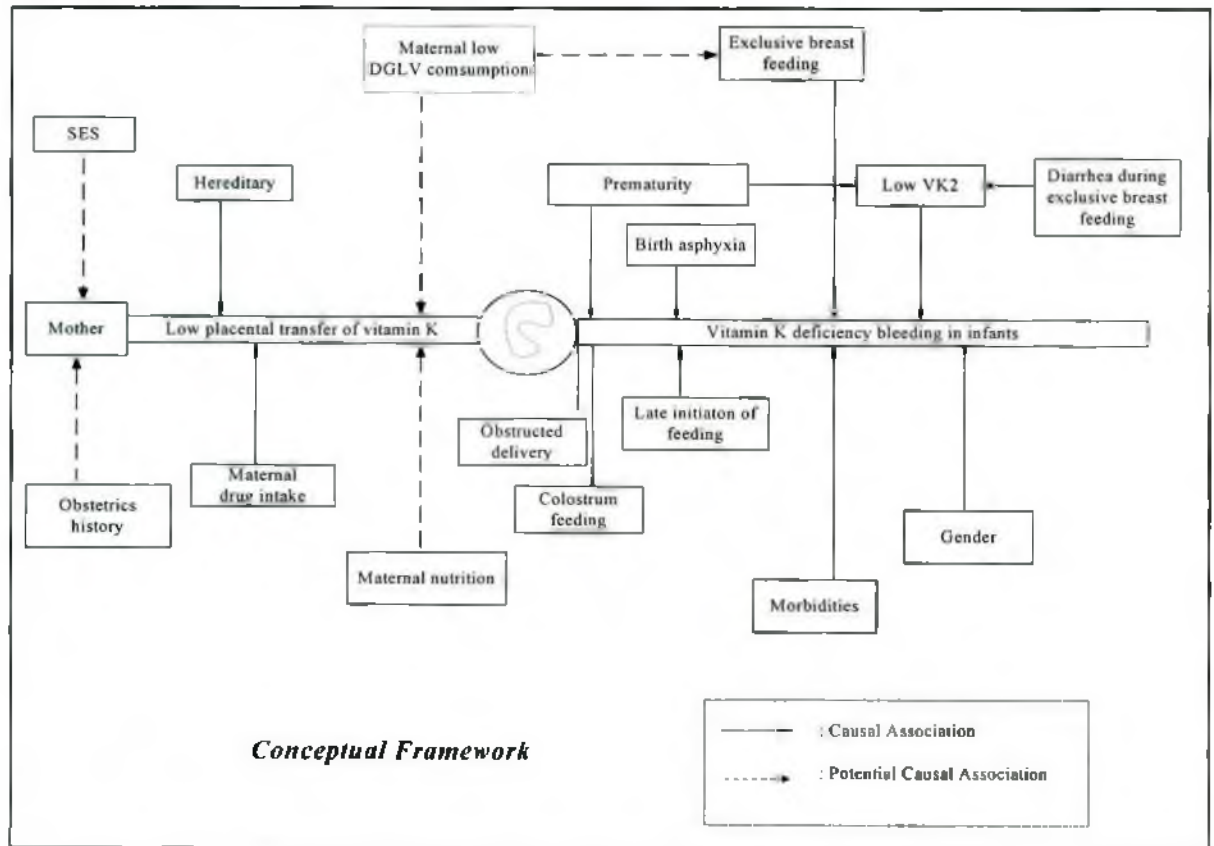 Maternal low
DGLV comsumption
Exclusive breast
feeding
SES
Hereditary
Prematurity
Low VK2
Diarrhea during
exclusive breast
feeding
Birth asphyxia
Mother
Low placental transfer of vitamin K
Vitamin K deficiency bleeding in infants
Obstructed
delivery
Late initiaton of
feeding
Maternal
drug intake
Colostrum
feeding
Obstetrics
history
Gender
Maternal nutrition
Morbidities
Conceptual Framework
: Causal Association
: Potential Causal Association